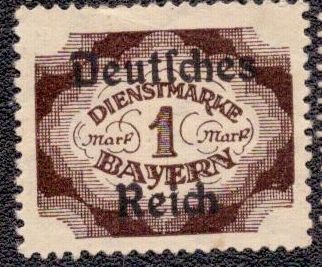 Deutſches
DIENSTMARKE
Mark 1 Mark
BAYERN
Reich